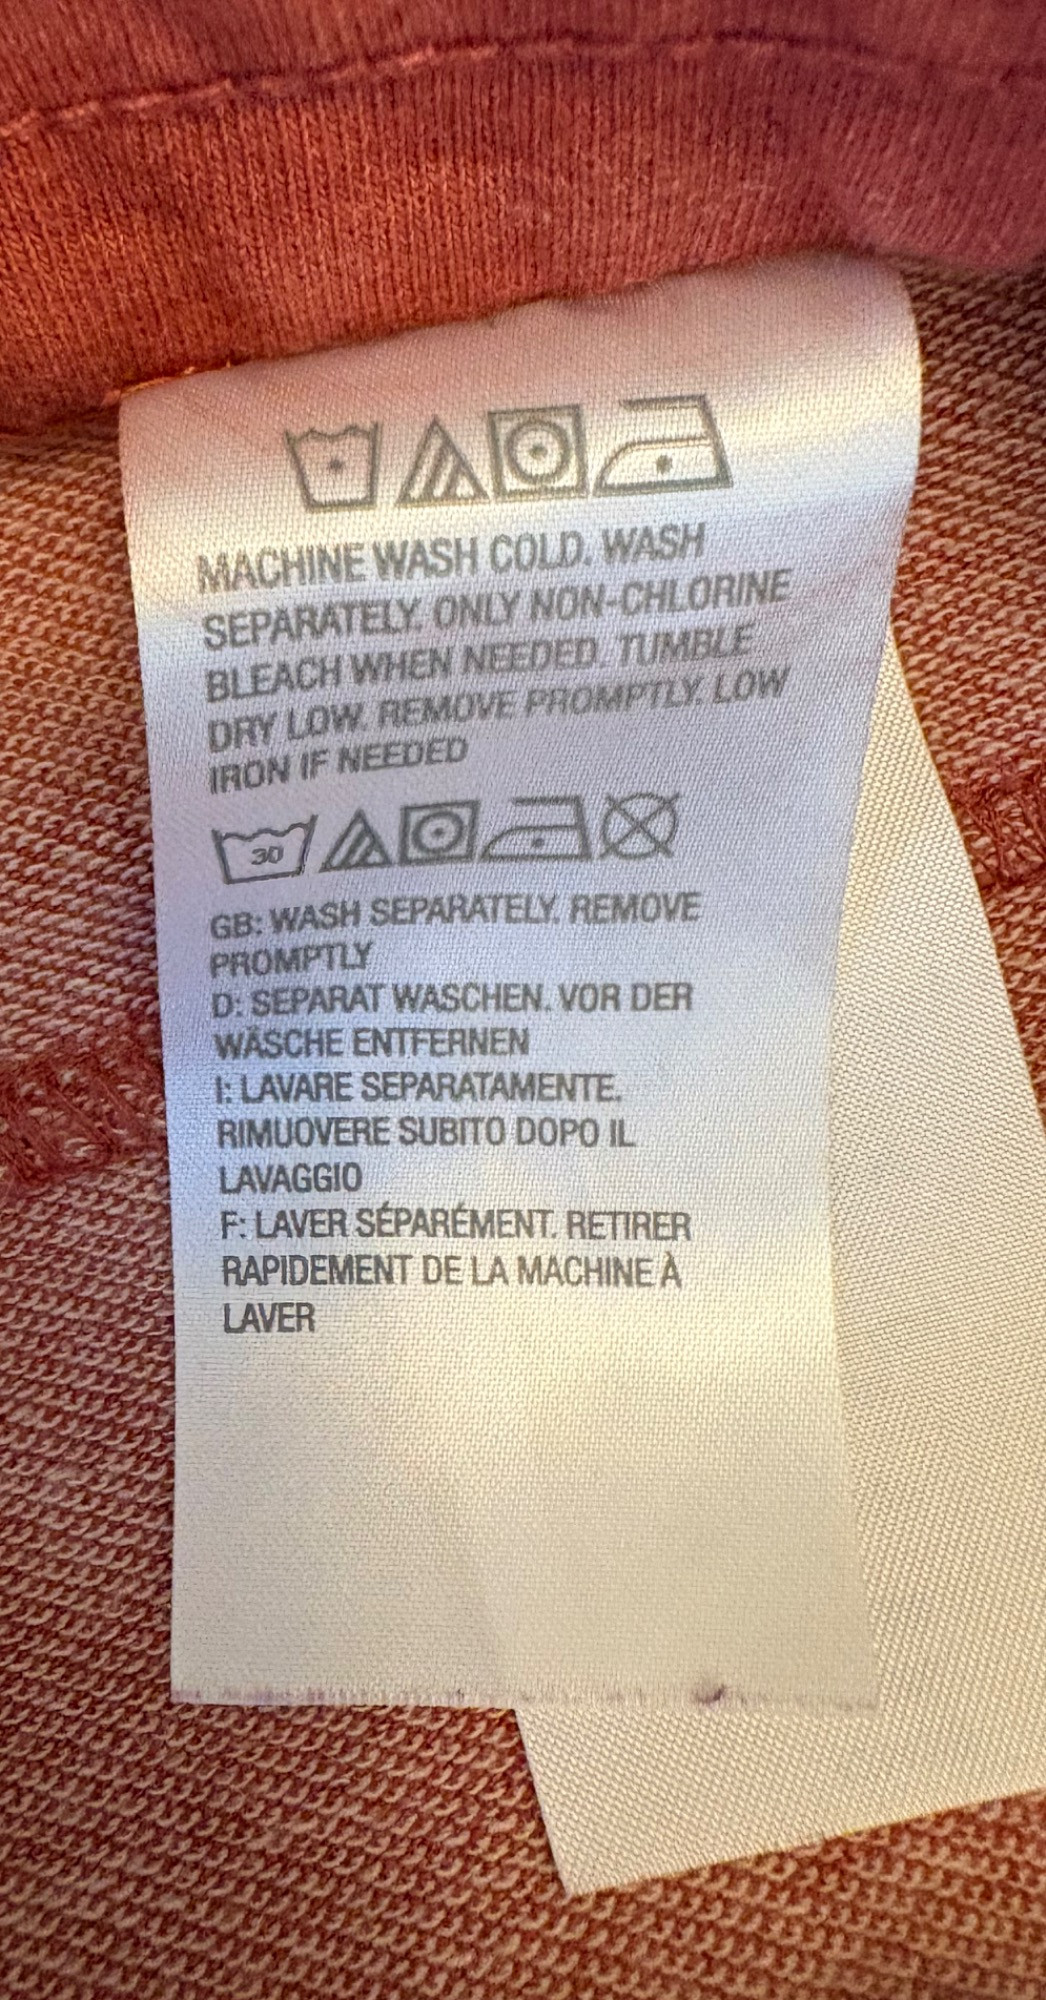 MACHINE WASH COLD. WASH
SEPARATELY. ONLY NON-CHLORINE
BLEACH WHEN NEEDED. TUMBLE
DRY LOW. REMOVE PROMPTLY. LOW
IRON IF NEEDED
30
GB: WASH SEPARATELY. REMOVE
PROMPTLY
D: SEPARAT WASCHEN. VOR DER
WÄSCHE ENTFERNEN
I: LAVARE SEPARATAMENTE.
RIMUOVERE SUBITO DOPO IL
LAVAGGIO
F: LAVER SÉPARÉMENT. RETIRER
RAPIDEMENT DE LA MACHINE À
LAVER